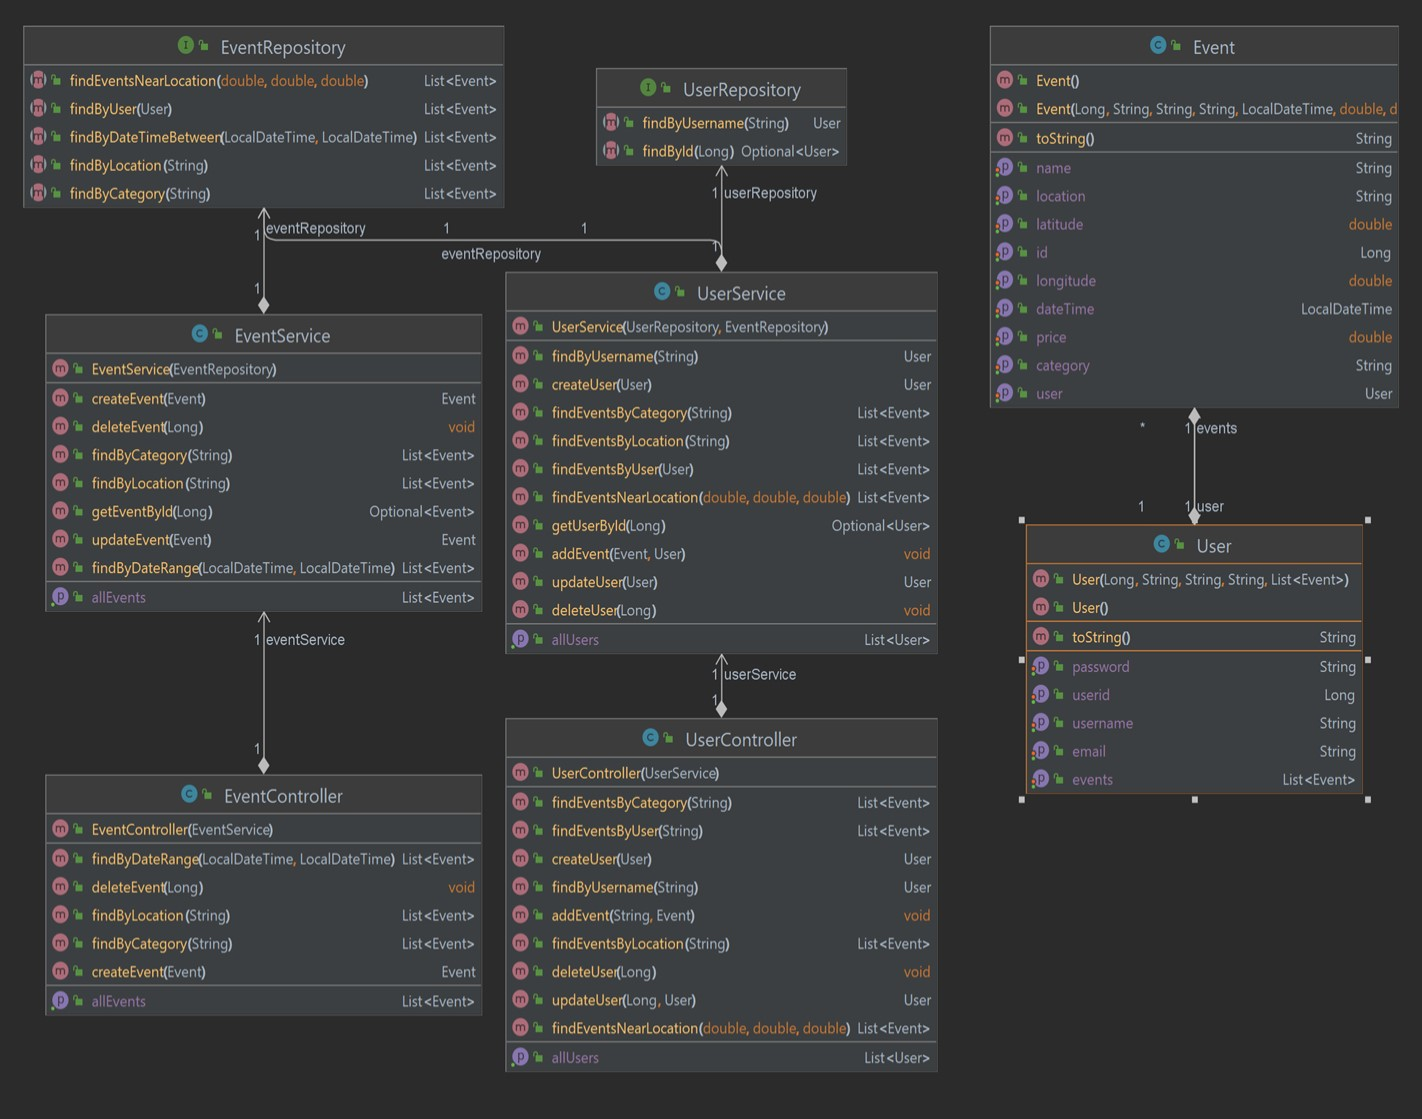 EventRepository
findEventsNearLocation(double, double, double) List<Event>
findByUser(User) List<Event>
findByDateTimeBetween(LocalDateTime, LocalDateTime) List<Event>
findByLocation(String) List<Event>
findByCategory(String) List<Event>
UserRepository
findByUsername(String) User
findById(Long) Optional<User>
1 userRepository
1 eventRepository 1 1
eventRepository 1
1
EventService
EventService(EventRepository)
createEvent(Event) Event
deleteEvent(Long) void
findByCategory(String) List<Event>
findByLocation(String) List<Event>
getEventById(Long) Optional<Event>
updateEvent(Event) Event
findByDateRange(LocalDateTime, LocalDateTime) List<Event>
allEvents List<Event>
1 eventService
1
EventController
EventController(EventService)
findByDateRange(LocalDateTime, LocalDateTime) List<Event>
deleteEvent(Long) void
findByLocation(String) List<Event>
findByCategory(String) List<Event>
createEvent(Event) Event
allEvents List<Event>
UserService
UserService(UserRepository, EventRepository)
findByUsername(String) User
createUser(User) User
findEventsByCategory(String) List<Event>
findEventsByLocation(String) List<Event>
findEventsByUser(User) List<Event>
findEventsNearLocation(double, double, double) List<Event>
getUserById(Long) Optional<User>
addEvent(Event, User) void
updateUser(User) User
deleteUser(Long) void
allUsers List<User>
1 userService
1
UserController
UserController(UserService)
findEventsByCategory(String) List<Event>
findEventsByUser(String) List<Event>
createUser(User) User
findByUsername(String) User
addEvent(String, Event) void
findEventsByLocation(String) List<Event>
deleteUser(Long) void
updateUser(Long, User) User
findEventsNearLocation(double, double, double) List<Event>
allUsers List<User>
Event
Event()
Event(Long, String, String, String, LocalDateTime, double, d
toString() String
name String
location String
latitude double
id Long
longitude double
dateTime LocalDateTime
price double
category String
user User
* 1 events
1 1 user
User
User(Long, String, String, String, List<Event>)
User()
toString() String
password String
userid Long
username String
email String
events List<Event>